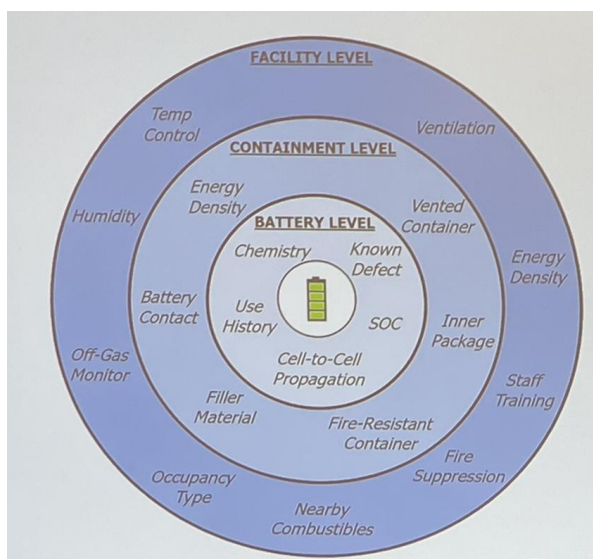 FACILITY LEVEL
Temp
Control
Ventilation
Humidity
Energy
Density
Off-Gas
Monitor
Staff
Training
Fire
Suppression
Occupancy
Type
Nearby
Combustibles
CONTAINMENT LEVEL
Energy
Density
Vented
Container
Battery
Contact
Inner
Package
Filler
Material
Fire-Resistant
Container
BATTERY LEVEL
Chemistry
Known
Defect
Use
History
SOC
Cell-to-Cell
Propagation